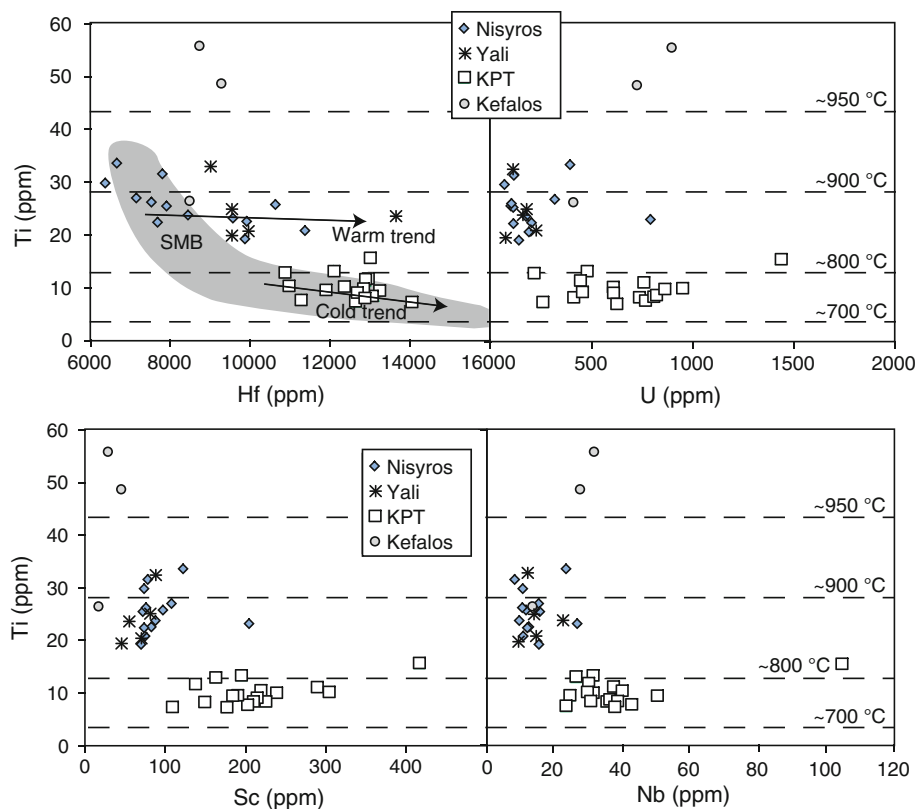 60
50
40
30
20
10
0
Ti (ppm)
Nisyros
Yali
KPT
Kefalos
SMB
Warm trend
Cold trend
~950 °C
~900 °C
~800 °C
~700 °C
6000 8000 10000 12000 14000 16000 500 1000 1500 2000
Hf (ppm) U (ppm)
60
50
40
30
20
10
0
Ti (ppm)
Nisyros
Yali
KPT
Kefalos
~950 °C
~900 °C
~800 °C
~700 °C
0 100 200 300 400 0 20 40 60 80 100 120
Sc (ppm) Nb (ppm)